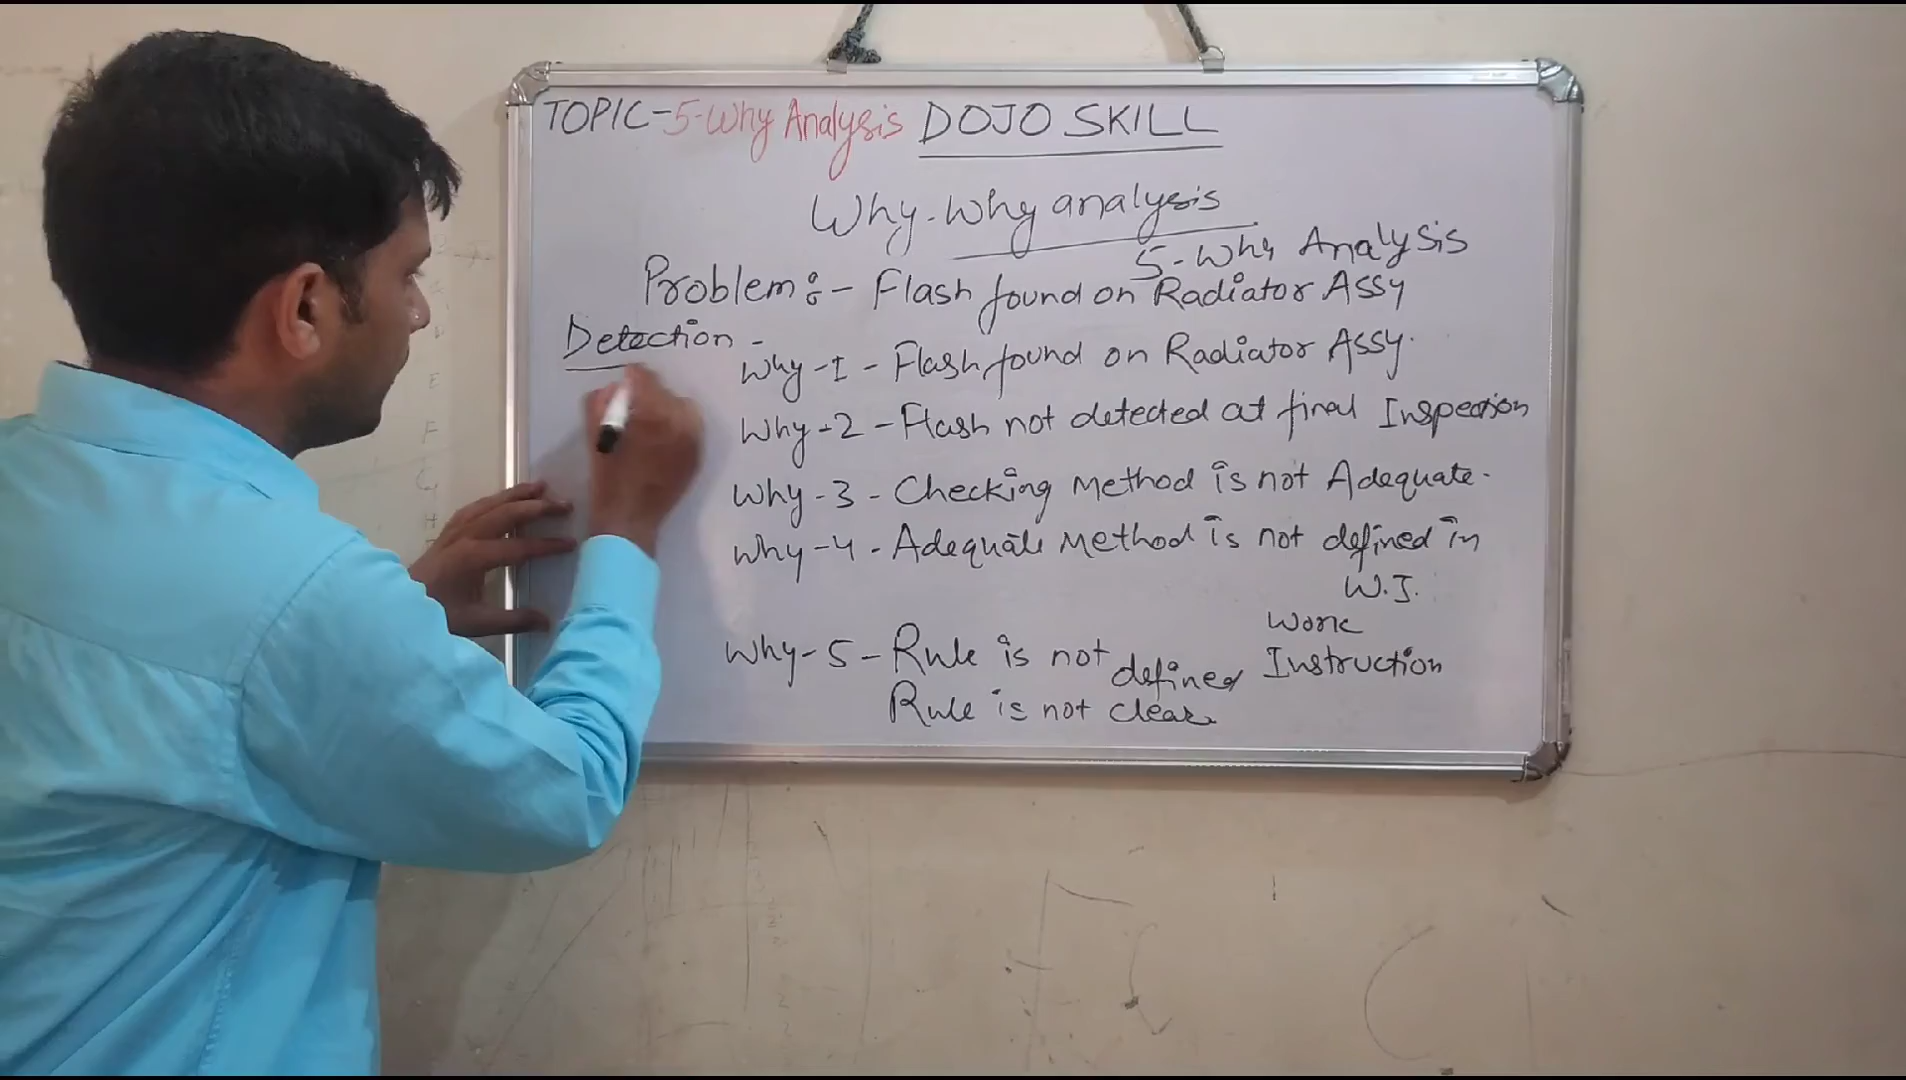 TOPIC-5-Why Analysis DOJO SKILL
Why-Why analysis
5-Why Analysis
Problem:- Flash found on Radiator Assy
Detection -
Why-1 - Flash found on Radiator Assy.
Why-2 - Flash not detected at final Inspection
Why-3 - Checking Method is not Adequate.
Why-4 - Adequate Method is not defined in
W.I.
Work
Instruction
Why-5 - Rule is not defined
Rule is not clear